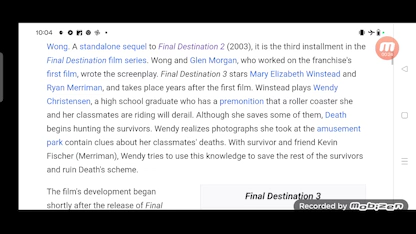 10:04
Wong. A standalone sequel to Final Destination 2 (2003), it is the third installment in the
Final Destination film series. Wong and Glen Morgan, who worked on the franchise's
first film, wrote the screenplay. Final Destination 3 stars Mary Elizabeth Winstead and
Ryan Merriman, and takes place years after the first film. Winstead plays Wendy
Christensen, a high school graduate who has a premonition that a roller coaster she
and her classmates are riding will derail. Although she saves some of them, Death
begins hunting the survivors. Wendy realizes photographs she took at the amusement
park contain clues about her classmates' deaths. With survivor and friend Kevin
Fischer (Merriman), Wendy tries to use this knowledge to save the rest of the survivors
and ruin Death's scheme.
The film's development began
shortly after the release of Final
Final Destination 3
Recorded by Mobizen